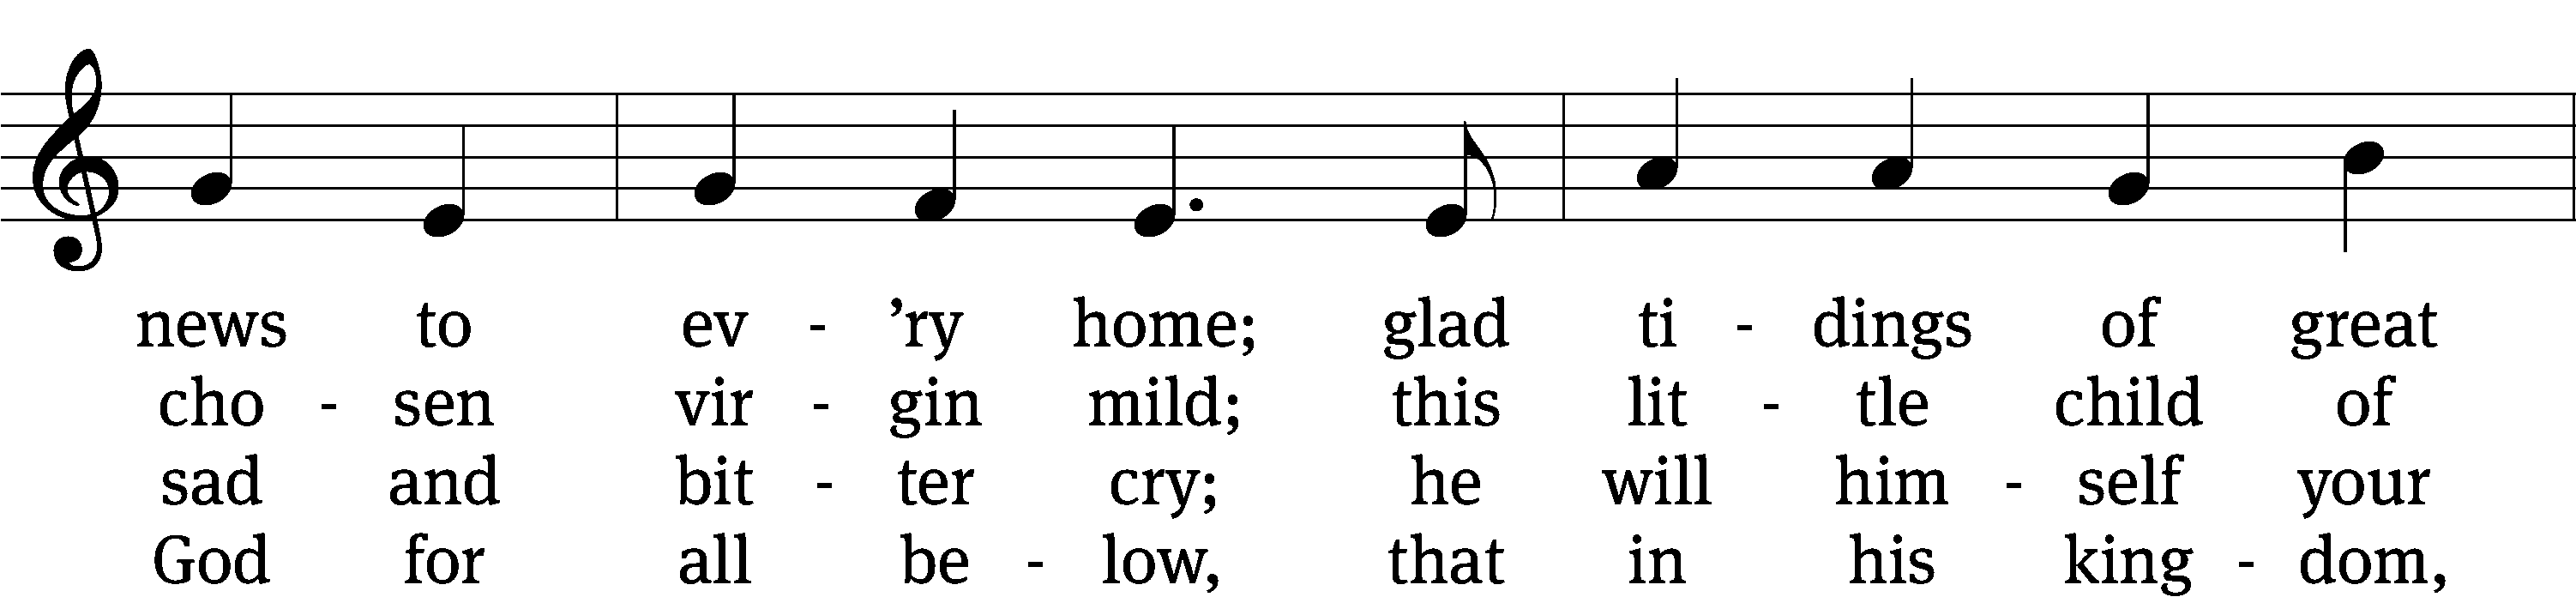 news to ev - ’ry home; glad ti - dings of great
cho - sen vir - gin mild; this lit - tle child of
sad and bit - ter cry; he will him - self your
God for all be - low, that in his king - dom,